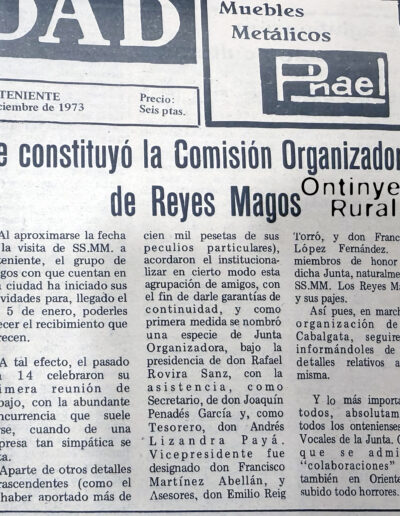 DAD
Muebles
Metálicos
Phael
TENIENTE
ciembre de 1973
Precio:
Seis ptas.
e constituyó la Comisión Organizador
de Reyes Magos
Ontinye
Rural
Al aproximarse la fecha
la visita de SS.MM. a
teniente, el grupo de
gos con que cuentan en
ciudad ha iniciado sus
vidades para, llegado el
5 de enero, poderles
ecer el recibimiento que
recen.
A tal efecto, el pasado
14 celebraron su
imera reunión de
bajo, con la abundante
ncurrencia que suele
rse, cuando de una
presa tan simpática se
ta.
Aparte de otros detalles
rascendentes (como el
haber aportado más de
cien mil pesetas de sus
peculios particulares),
acordaron el instituciona-
lizar en cierto modo esta
agrupación de amigos, con
el fin de darle garantías de
continuidad, y como
primera medida se nombró
una especie de Junta
Organizadora, bajo la
presidencia de don Rafael
Rovira Sanz, con la
asistencia, como
Secretario, de don Joaquín
Penadés García y, como
Tesorero, don Andrés
Lizandra Payá.
Vicepresidente fue
designado don Francisco
Martínez Abellán, y
Asesores, don Emilio Reig
Torró, y don Franc
López Fernández.
miembros de honor
dicha Junta, naturalme
SS.MM. Los Reyes Ma
y sus pajes.
Así pues, en march
organización de
Cabalgata, seguire
informándoles de
detalles relativos a
misma.
Y lo más importa
todos, absolutam
todos los ontenienses
Vocales de la Junta. C
que se admi
"colaboraciones"
también en Oriente
subido todo horrores.